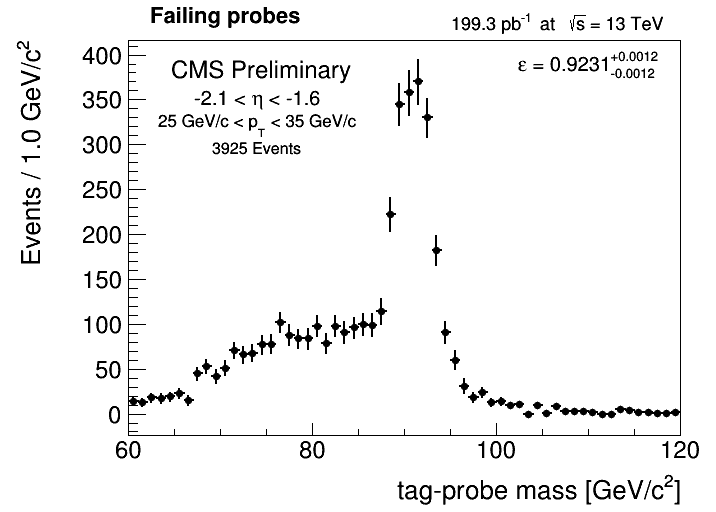 Failing probes
199.3 pb⁻¹ at √s = 13 TeV
CMS Preliminary
-2.1 < η < -1.6
25 GeV/c < p_T < 35 GeV/c
3925 Events
ε = 0.9231 +0.0012 -0.0012
Events / 1.0 GeV/c²
400
350
300
250
200
150
100
50
0
60 80 100 120
tag-probe mass [GeV/c²]